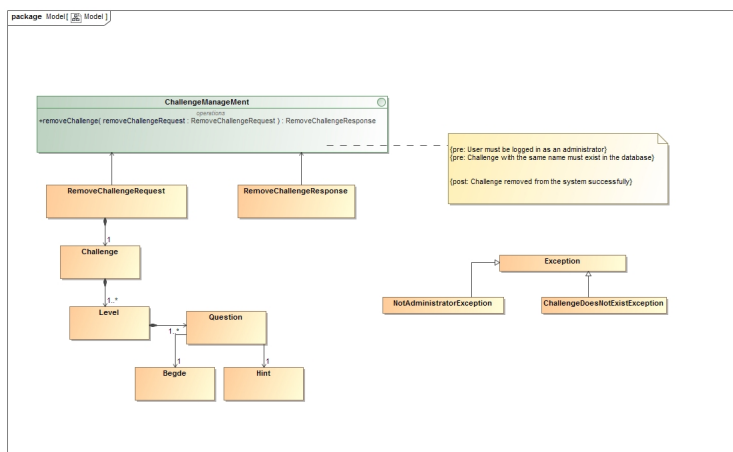 package Model[ Model ]
ChallengeManageMent
operations
+removeChallenge( removeChallengeRequest : RemoveChallengeRequest ) : RemoveChallengeResponse
{pre: User must be logged in as an administrator}
{pre: Challenge with the same name must exist in the database}
{post: Challenge removed from the system successfully}
RemoveChallengeRequest
RemoveChallengeResponse
1
Challenge
Exception
1..*
NotAdministratorException
ChallengeDoesNotExistException
Level
Question
1..*
1
1
Begde
Hint